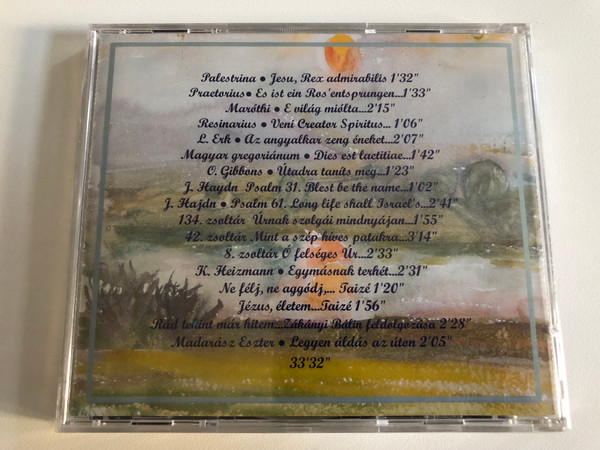 Palestrina • Jesu, Rex admirabilis 1'32"
Praetorius • Es ist ein Ros'entsprungen...1'33"
Maróthi • E világ mióta...2'15"
Resinarius • Veni Creator Spiritus... 1'06"
L. Erk • Az angyalkar zeng éneket...2'07"
Magyar gregoriánum • Dies est laetitiae...1'42"
O. Gibbons • Útadra taníts meg...1'23"
J. Haydn Psalm 31. Blest be the name...1'02"
J. Hajdn • Psalm 61. Long life shall Israel's...2'41"
134. zsoltár Úrnak szolgái mindnyájan...1'55"
42. zsoltár Mint a szép híves patakra...3'14"
8. zsoltár Ó felséges Úr...2'33"
K. Heizmann • Egymásnak terhét...2'31"
Ne félj, ne aggódj,... Taizé 1'20"
Jézus, életem...Taizé 1'56"
Rád tekint már hitem...Zákányi Bálin feldolgozása 2'28"
Madarász Eszter • Legyen áldás az úton 2'05"
33'32"